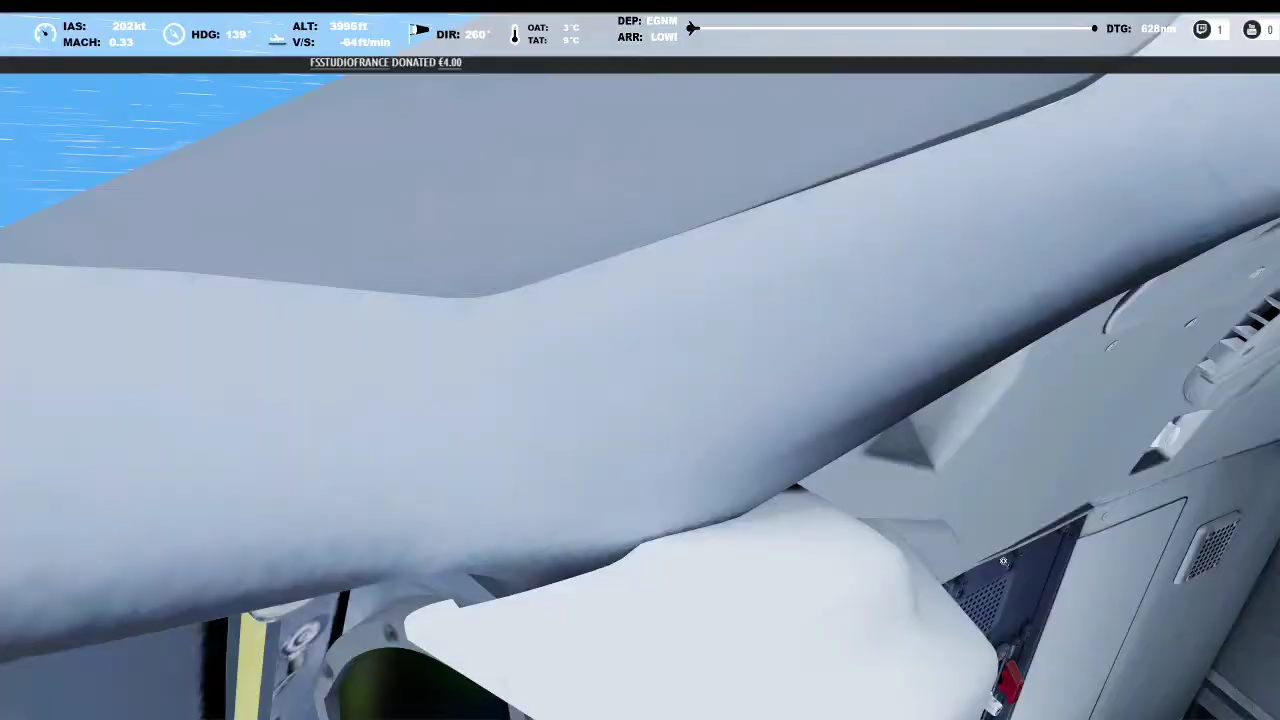 IAS: 202kt
MACH: 0.33
HDG: 139°
ALT: 3995ft
V/S: -64ft/min
DIR: 260°
OAT: 3°C
TAT: 9°C
DEP: EGNM
ARR: LOWI
DTG: 628nm
1
0
FSSTUDIOFRANCE DONATED €4.00